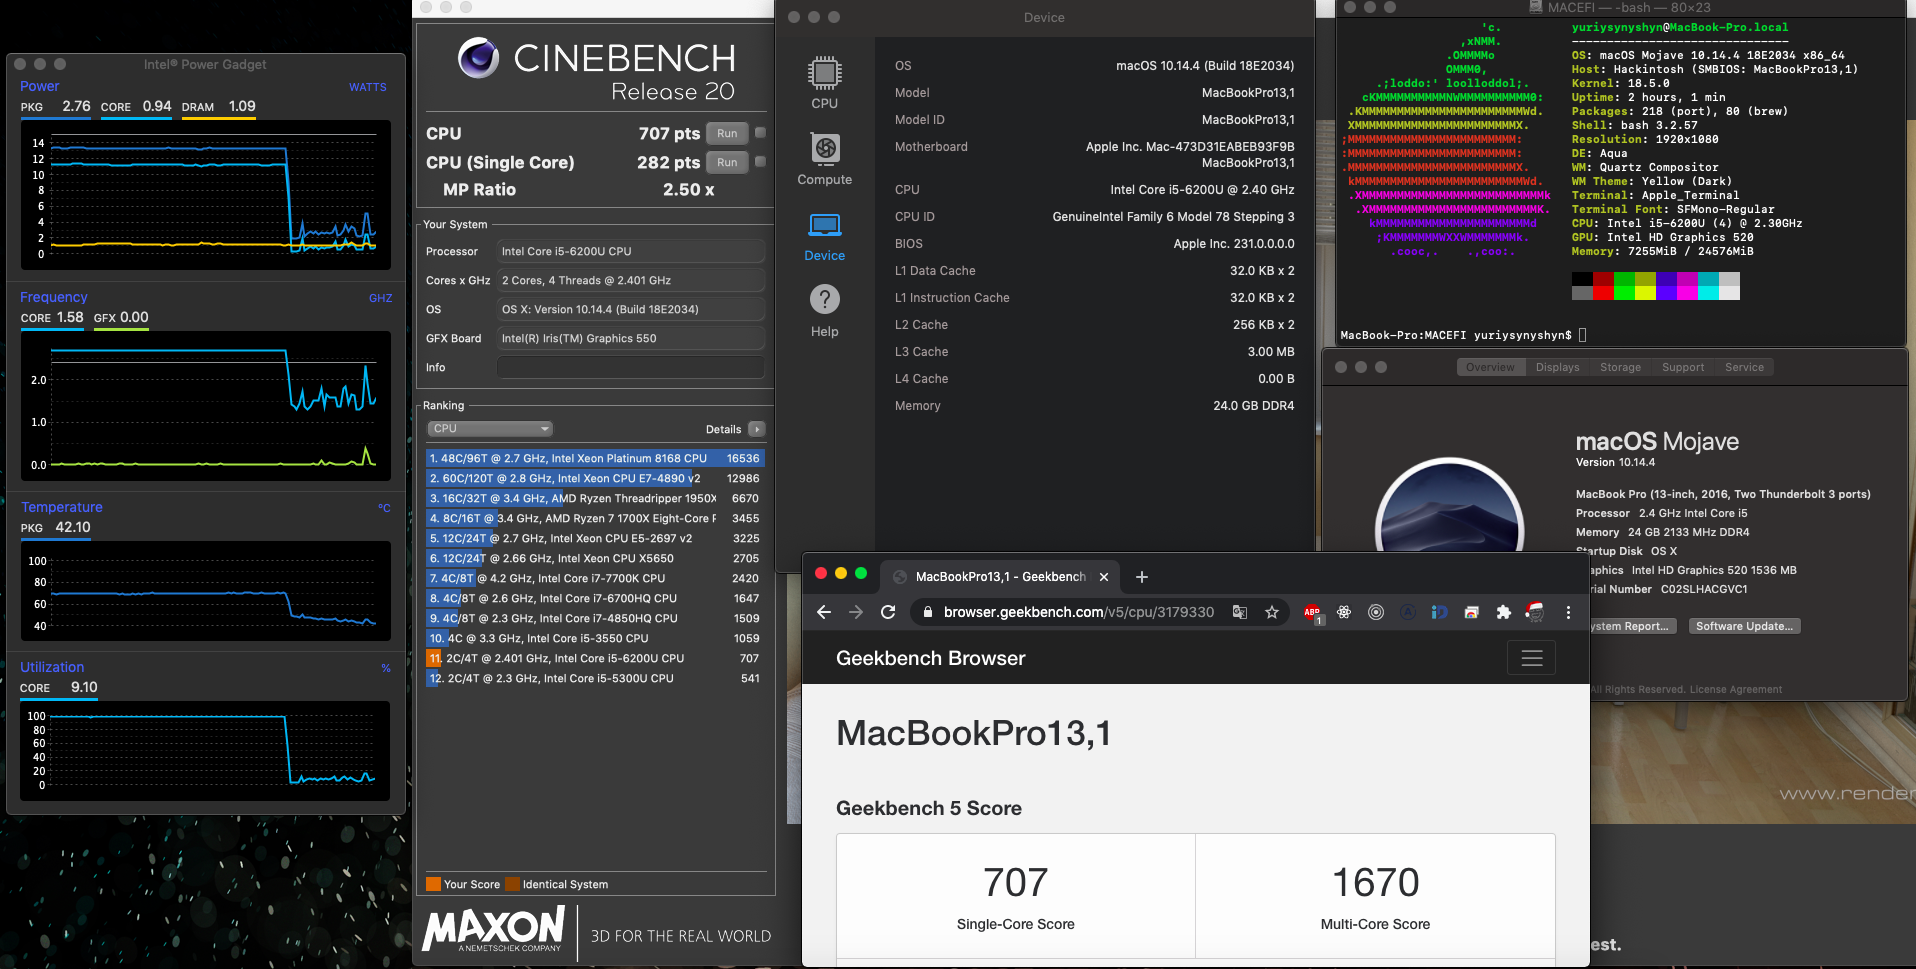 Intel® Power Gadget
Power WATTS
PKG 2.76 CORE 0.94 DRAM 1.09
14
12
10
8
6
4
2
0
Frequency GHZ
CORE 1.58 GFX 0.00
2.0
1.0
0.0
Temperature °C
PKG 42.10
100
80
60
40
Utilization %
CORE 9.10
100
80
60
40
20
0
CINEBENCH
Release 20
CPU 707 pts Run
CPU (Single Core) 282 pts Run
MP Ratio 2.50 x
Your System
Processor Intel Core i5-6200U CPU
Cores x GHz 2 Cores, 4 Threads @ 2.401 GHz
OS OS X: Version 10.14.4 (Build 18E2034)
GFX Board Intel(R) Iris(TM) Graphics 550
Info
Ranking
CPU Details
1. 48C/96T @ 2.7 GHz, Intel Xeon Platinum 8168 CPU 16536
2. 60C/120T @ 2.8 GHz, Intel Xeon CPU E7-4890 v2 12986
3. 16C/32T @ 3.4 GHz, AMD Ryzen Threadripper 1950X 6670
4. 8C/16T @ 3.4 GHz, AMD Ryzen 7 1700X Eight-Core P 3455
5. 12C/24T @ 2.7 GHz, Intel Xeon CPU E5-2697 v2 3225
6. 12C/24T @ 2.66 GHz, Intel Xeon CPU X5650 2705
7. 4C/8T @ 4.2 GHz, Intel Core i7-7700K CPU 2420
8. 4C/8T @ 2.6 GHz, Intel Core i7-6700HQ CPU 1647
9. 4C/8T @ 2.3 GHz, Intel Core i7-4850HQ CPU 1509
10. 4C @ 3.3 GHz, Intel Core i5-3550 CPU 1059
11. 2C/4T @ 2.401 GHz, Intel Core i5-6200U CPU 707
12. 2C/4T @ 2.3 GHz, Intel Core i5-5300U CPU 541
Your Score Identical System
MAXON
A NEMETSCHEK COMPANY
3D FOR THE REAL WORLD
Device
CPU
Compute
Device
Help
OS macOS 10.14.4 (Build 18E2034)
Model MacBookPro13,1
Model ID MacBookPro13,1
Motherboard Apple Inc. Mac-473D31EABEB93F9B
MacBookPro13,1
CPU Intel Core i5-6200U @ 2.40 GHz
CPU ID GenuineIntel Family 6 Model 78 Stepping 3
BIOS Apple Inc. 231.0.0.0.0
L1 Data Cache 32.0 KB x 2
L1 Instruction Cache 32.0 KB x 2
L2 Cache 256 KB x 2
L3 Cache 3.00 MB
L4 Cache 0.00 B
Memory 24.0 GB DDR4
MACEFI — -bash — 80×23
'c.
,xNMM.
.OMMMMo
OMMM0,
.;loddo:' loolloddol;.
cKMMMMMMMMMMNWMMMMMMMMMM0:
.KMMMMMMMMMMMMMMMMMMMMMMMWd.
XMMMMMMMMMMMMMMMMMMMMMMMX.
;MMMMMMMMMMMMMMMMMMMMMMMM:
:MMMMMMMMMMMMMMMMMMMMMMMM:
.MMMMMMMMMMMMMMMMMMMMMMMMX.
kMMMMMMMMMMMMMMMMMMMMMMMMWd.
.XMMMMMMMMMMMMMMMMMMMMMMMMMMk
.XMMMMMMMMMMMMMMMMMMMMMMMMK.
kMMMMMMMMMMMMMMMMMMMMMMd
;KMMMMMMMWXXWMMMMMMMk.
.cooc,. .,coo:.
yuriysynyshyn@MacBook-Pro.local
-------------------------------
OS: macOS Mojave 10.14.4 18E2034 x86_64
Host: Hackintosh (SMBIOS: MacBookPro13,1)
Kernel: 18.5.0
Uptime: 2 hours, 1 min
Packages: 218 (port), 80 (brew)
Shell: bash 3.2.57
Resolution: 1920x1080
DE: Aqua
WM: Quartz Compositor
WM Theme: Yellow (Dark)
Terminal: Apple_Terminal
Terminal Font: SFMono-Regular
CPU: Intel i5-6200U (4) @ 2.30GHz
GPU: Intel HD Graphics 520
Memory: 7255MiB / 24576MiB
MacBook-Pro:MACEFI yuriysynyshyn$
Overview Displays Storage Support Service
macOS Mojave
Version 10.14.4
MacBook Pro (13-inch, 2016, Two Thunderbolt 3 ports)
Processor 2.4 GHz Intel Core i5
Memory 24 GB 2133 MHz DDR4
Startup Disk OS X
aphics Intel HD Graphics 520 1536 MB
rial Number C02SLHACGVC1
ystem Report... Software Update...
All Rights Reserved. License Agreement
www.render
est.
MacBookPro13,1 - Geekbench
browser.geekbench.com/v5/cpu/3179330
ABP
1
Geekbench Browser
MacBookPro13,1
Geekbench 5 Score
707 1670
Single-Core Score Multi-Core Score